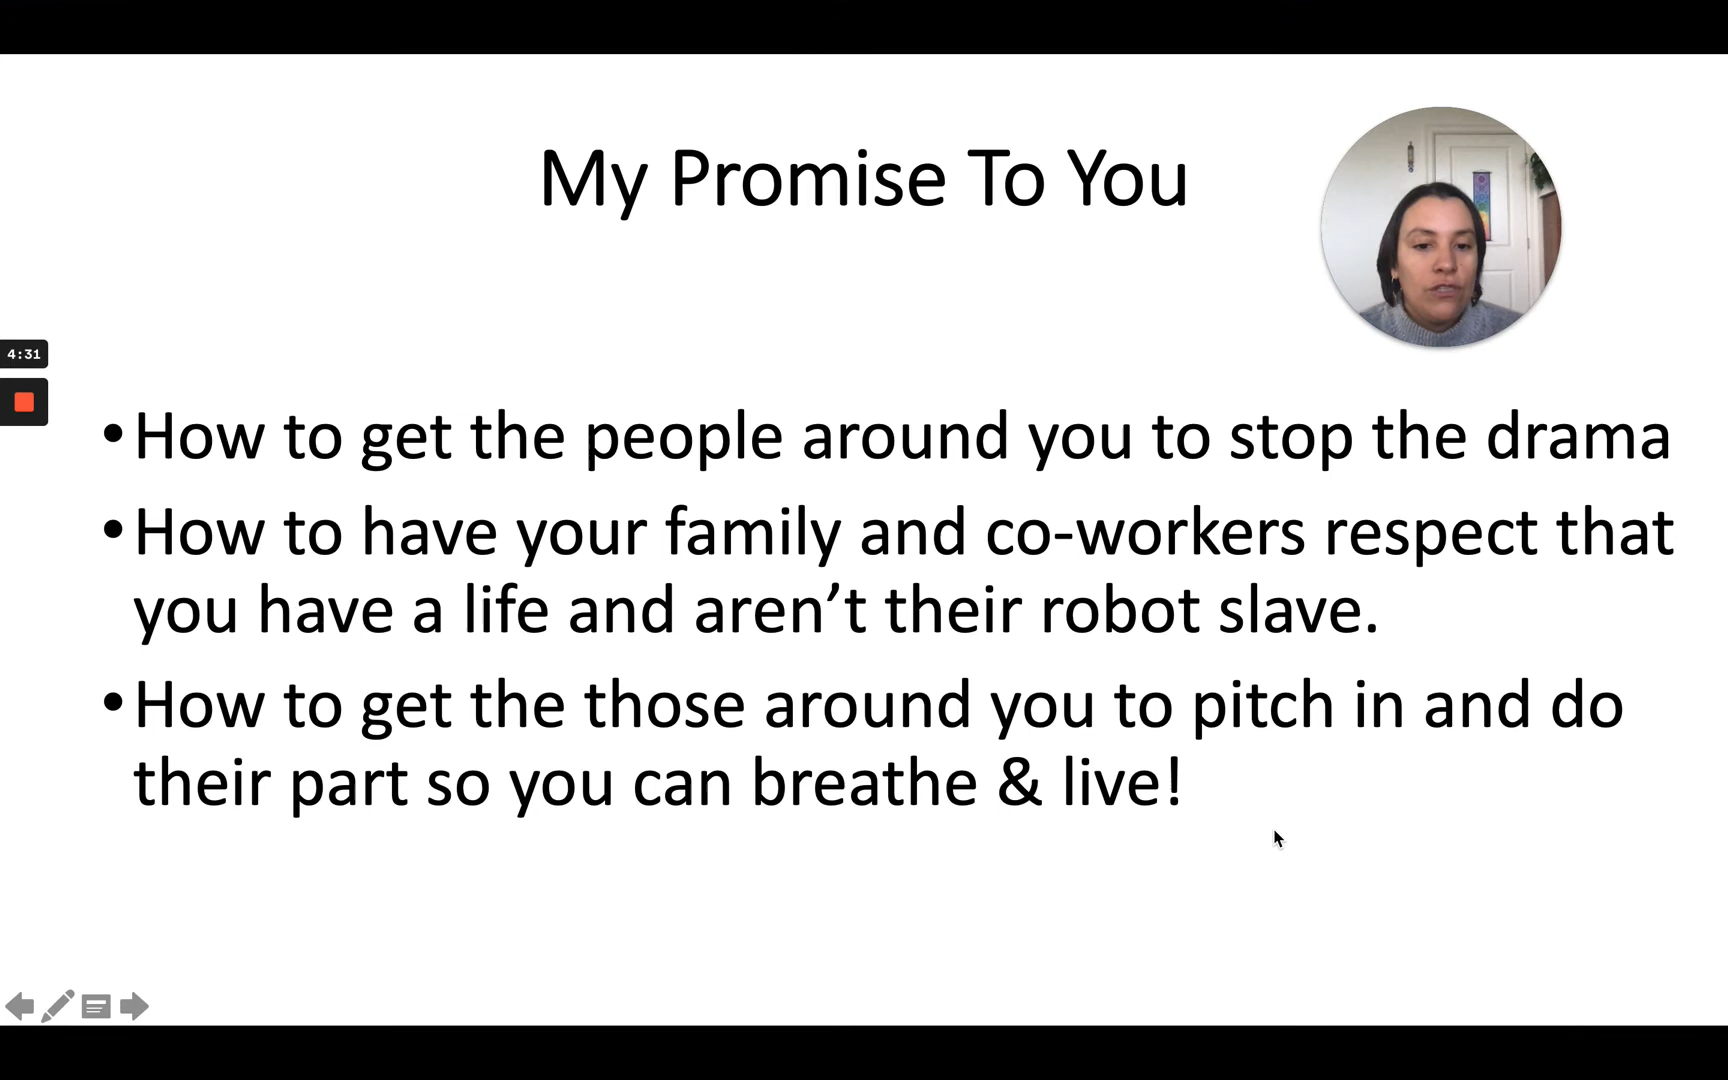 My Promise To You
4:31
•How to get the people around you to stop the drama
•How to have your family and co-workers respect that
you have a life and aren’t their robot slave.
•How to get the those around you to pitch in and do
their part so you can breathe & live!